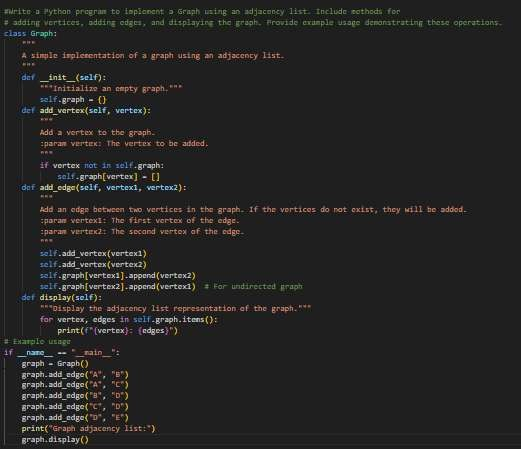 #Write a Python program to implement a Graph using an adjacency list. Include methods for
# adding vertices, adding edges, and displaying the graph. Provide example usage demonstrating these operations.
class Graph:
    """
    A simple implementation of a graph using an adjacency list.
    """
    def __init__(self):
        """Initialize an empty graph."""
        self.graph = {}
    def add_vertex(self, vertex):
        """
        Add a vertex to the graph.
        :param vertex: The vertex to be added.
        """
        if vertex not in self.graph:
            self.graph[vertex] = []
    def add_edge(self, vertex1, vertex2):
        """
        Add an edge between two vertices in the graph. If the vertices do not exist, they will be added.
        :param vertex1: The first vertex of the edge.
        :param vertex2: The second vertex of the edge.
        """
        self.add_vertex(vertex1)
        self.add_vertex(vertex2)
        self.graph[vertex1].append(vertex2)
        self.graph[vertex2].append(vertex1)  # For undirected graph
    def display(self):
        """Display the adjacency list representation of the graph."""
        for vertex, edges in self.graph.items():
            print(f"{vertex}: {edges}")
# Example usage
if __name__ == "__main__":
    graph = Graph()
    graph.add_edge("A", "B")
    graph.add_edge("A", "C")
    graph.add_edge("B", "D")
    graph.add_edge("C", "D")
    graph.add_edge("D", "E")
    print("Graph adjacency list:")
    graph.display()